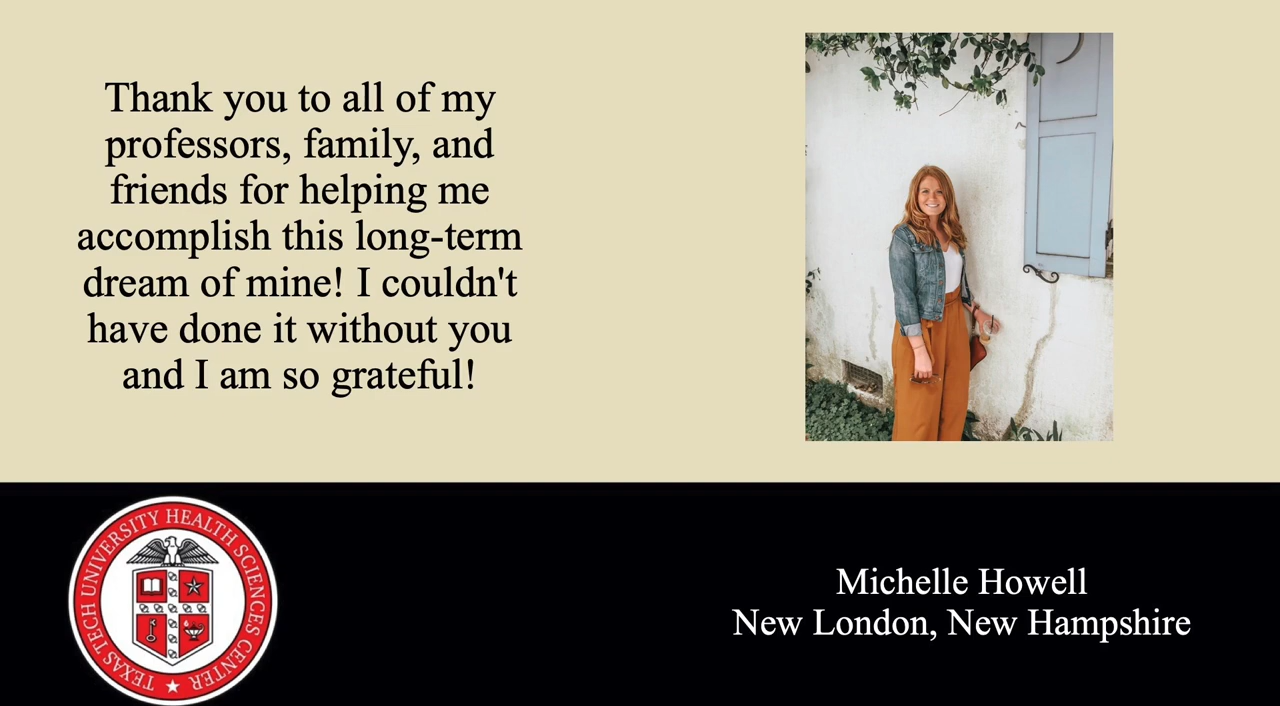 Thank you to all of my
professors, family, and
friends for helping me
accomplish this long-term
dream of mine! I couldn't
have done it without you
and I am so grateful!
TEXAS TECH UNIVERSITY HEALTH SCIENCES CENTER
Michelle Howell
New London, New Hampshire